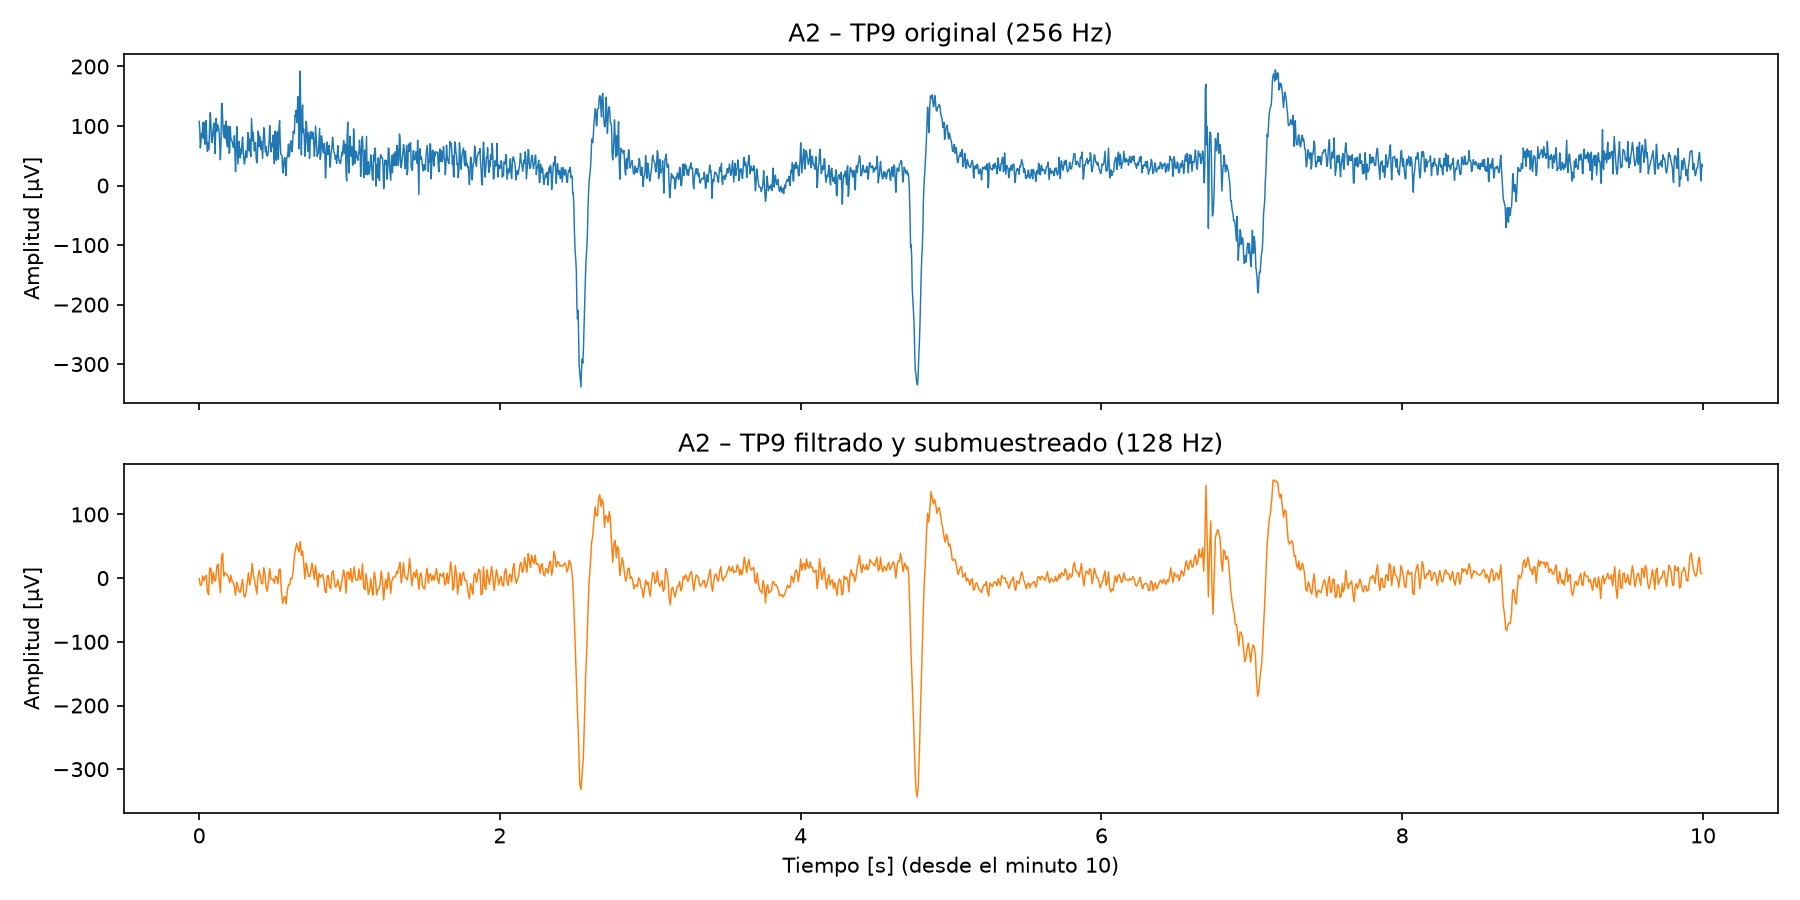 A2 – TP9 original (256 Hz)
200
100
0
−100
−200
−300
Amplitud [µV]
A2 – TP9 filtrado y submuestreado (128 Hz)
100
0
−100
−200
−300
Amplitud [µV]
0 2 4 6 8 10
Tiempo [s] (desde el minuto 10)